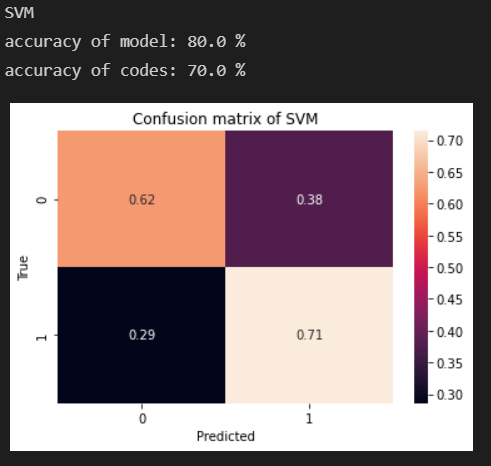 SVM
accuracy of model: 80.0 %
accuracy of codes: 70.0 %
Confusion matrix of SVM
0.70
0.65
0.60
0.55
0.50
0.45
0.40
0.35
0.30
True
0
0.62
0.38
1
0.29
0.71
0
1
Predicted